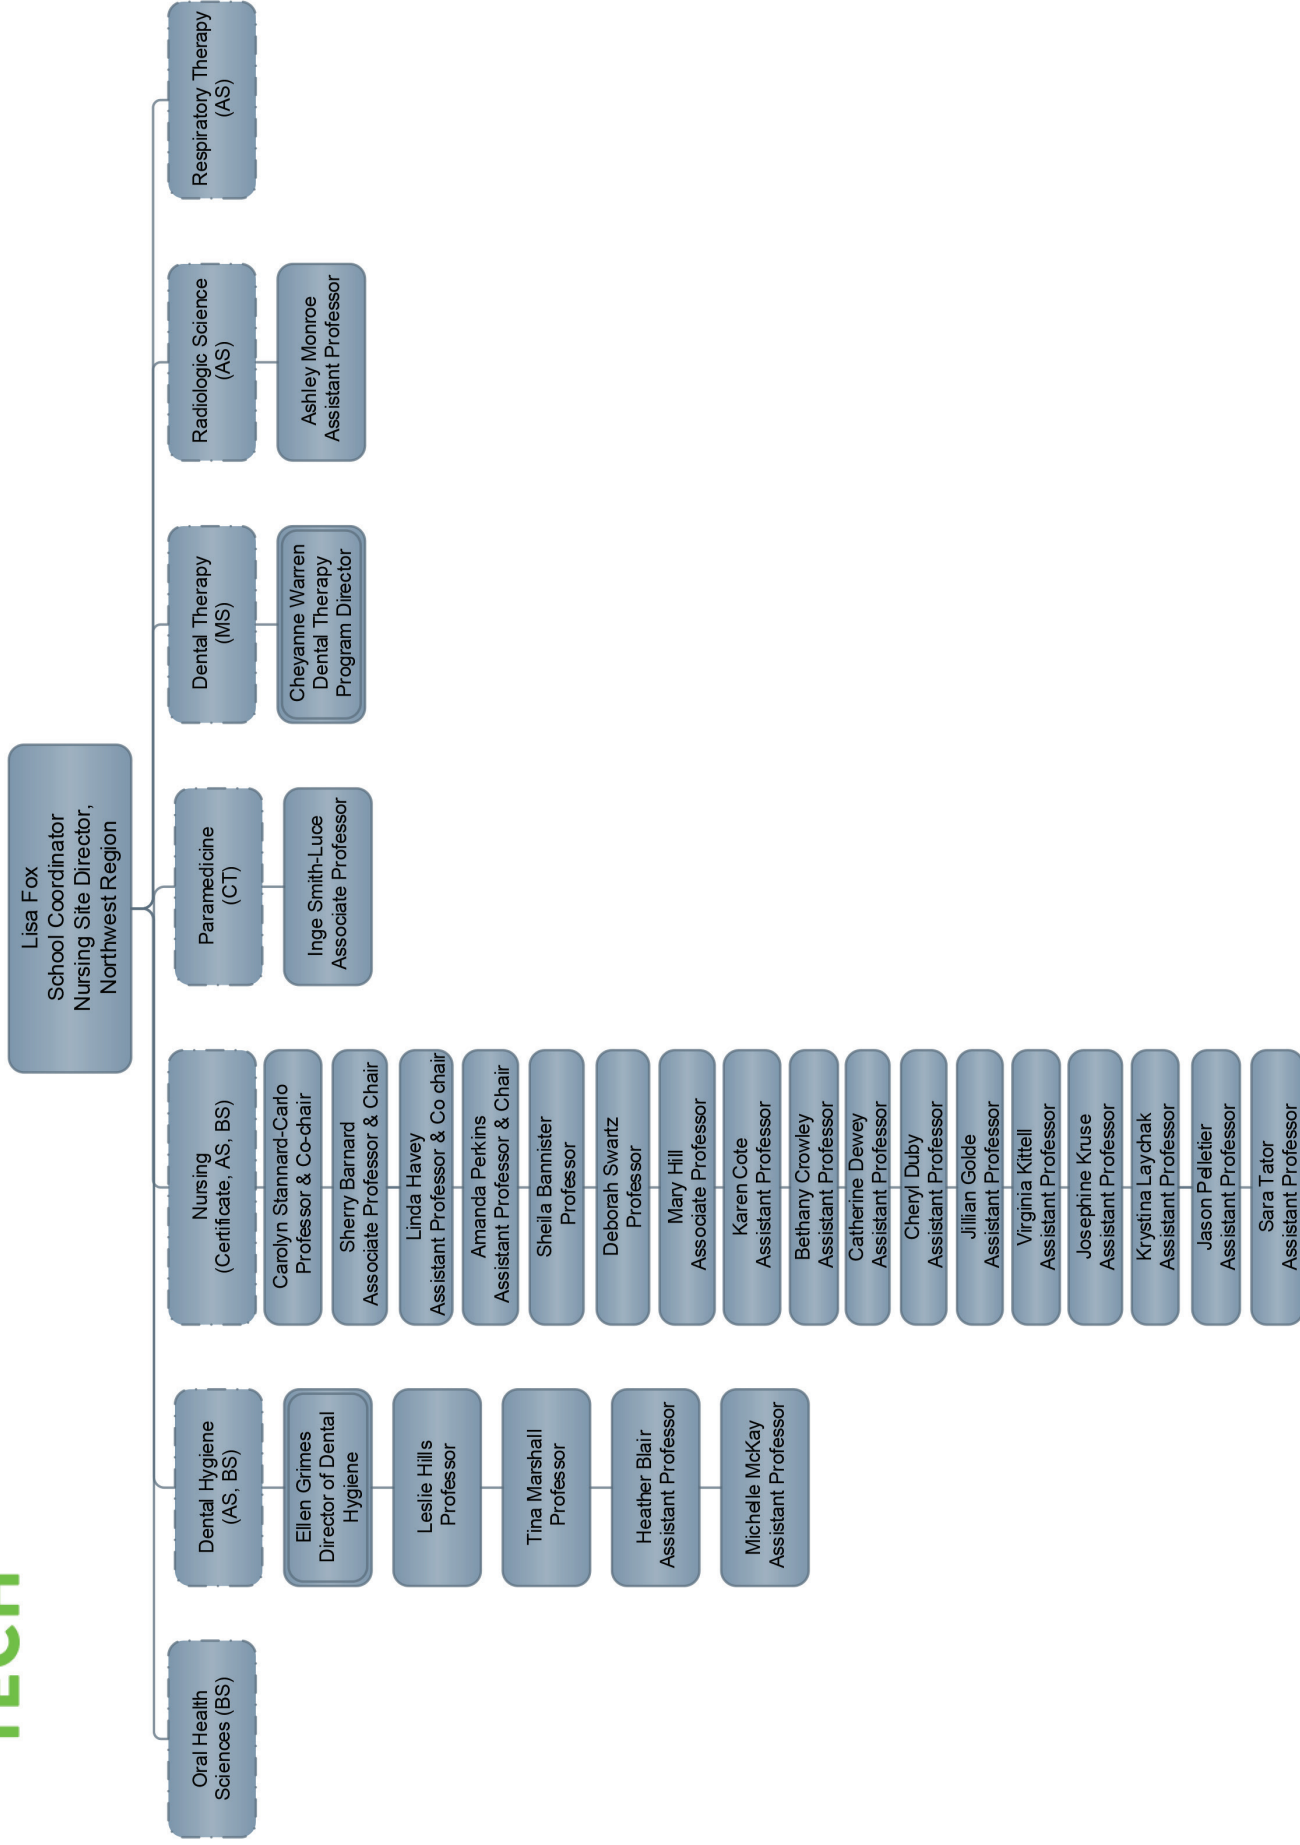 TECH
Lisa Fox
School Coordinator
Nursing Site Director,
Northwest Region
Oral Health
Sciences (BS)
Dental Hygiene
(AS, BS)
Ellen Grimes
Director of Dental
Hygiene
Leslie Hills
Professor
Tina Marshall
Professor
Heather Blair
Assistant Professor
Michelle McKay
Assistant Professor
Nursing
(Certificate, AS, BS)
Carolyn Stannard-Carlo
Professor & Co-chair
Sherry Barnard
Associate Professor & Chair
Linda Havey
Assistant Professor & Co chair
Amanda Perkins
Assistant Professor & Chair
Sheila Bannister
Professor
Deborah Swartz
Professor
Mary Hill
Associate Professor
Karen Cote
Assistant Professor
Bethany Crowley
Assistant Professor
Catherine Dewey
Assistant Professor
Cheryl Duby
Assistant Professor
Jillian Golde
Assistant Professor
Virginia Kittell
Assistant Professor
Josephine Kruse
Assistant Professor
Krystina Laychak
Assistant Professor
Jason Pelletier
Assistant Professor
Sara Tator
Assistant Professor
Paramedicine
(CT)
Inge Smith-Luce
Associate Professor
Dental Therapy
(MS)
Cheyanne Warren
Dental Therapy
Program Director
Radiologic Science
(AS)
Ashley Monroe
Assistant Professor
Respiratory Therapy
(AS)